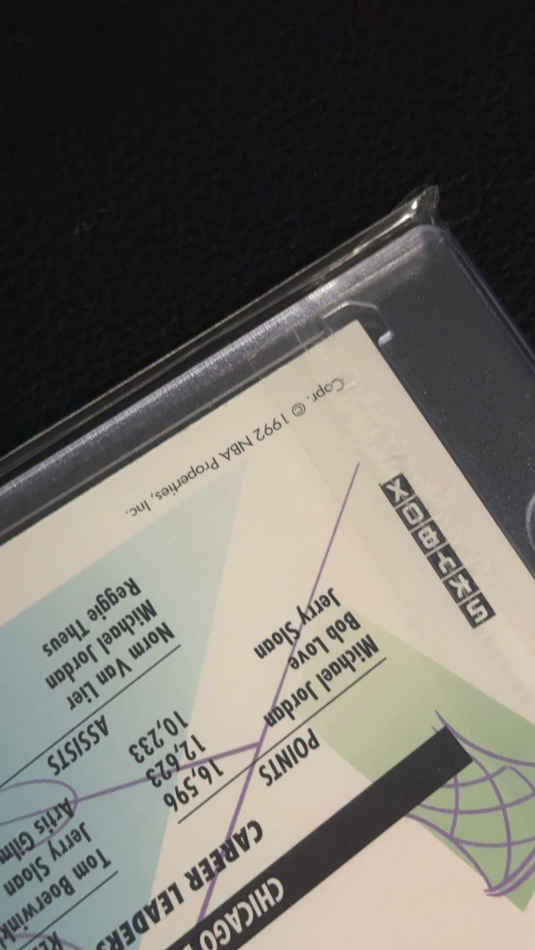 CHICAGO
CAREER LEADERS
POINTS
Michael Jordan 16,596
Bob Love 12,623
Jerry Sloan 10,233
Tom
Jerry Sloan
Artis
ASSISTS
Norm Van Lier
Michael Jordan
Reggie Theus
SKYBOX
Copr. © 1992 NBA Properties, Inc.